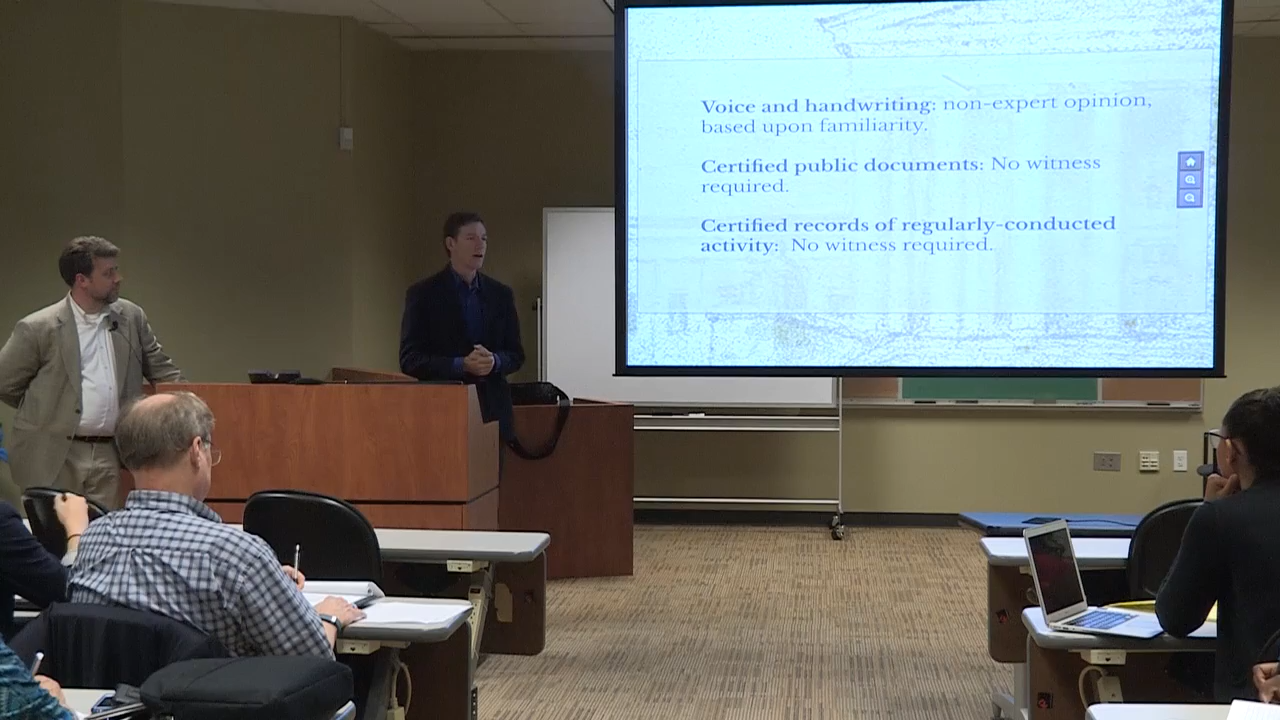 Voice and handwriting: non-expert opinion,
based upon familiarity.
Certified public documents: No witness
required.
Certified records of regularly-conducted
activity: No witness required.